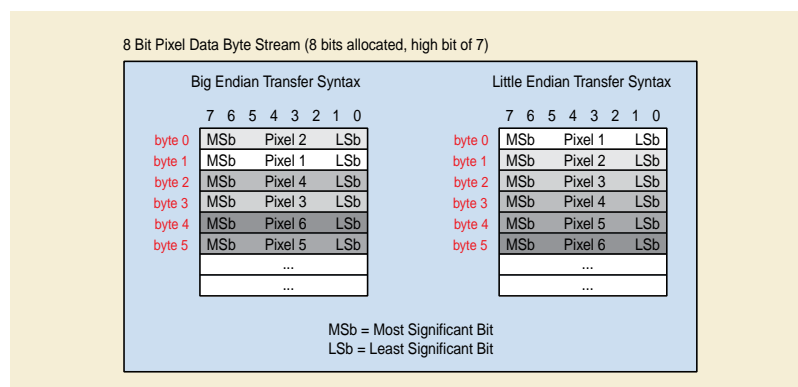 8 Bit Pixel Data Byte Stream (8 bits allocated, high bit of 7)
Big Endian Transfer Syntax
7 6 5 4 3 2 1 0
byte 0 MSb Pixel 2 LSb
byte 1 MSb Pixel 1 LSb
byte 2 MSb Pixel 4 LSb
byte 3 MSb Pixel 3 LSb
byte 4 MSb Pixel 6 LSb
byte 5 MSb Pixel 5 LSb
...
...
Little Endian Transfer Syntax
7 6 5 4 3 2 1 0
byte 0 MSb Pixel 1 LSb
byte 1 MSb Pixel 2 LSb
byte 2 MSb Pixel 3 LSb
byte 3 MSb Pixel 4 LSb
byte 4 MSb Pixel 5 LSb
byte 5 MSb Pixel 6 LSb
...
...
MSb = Most Significant Bit
LSb = Least Significant Bit